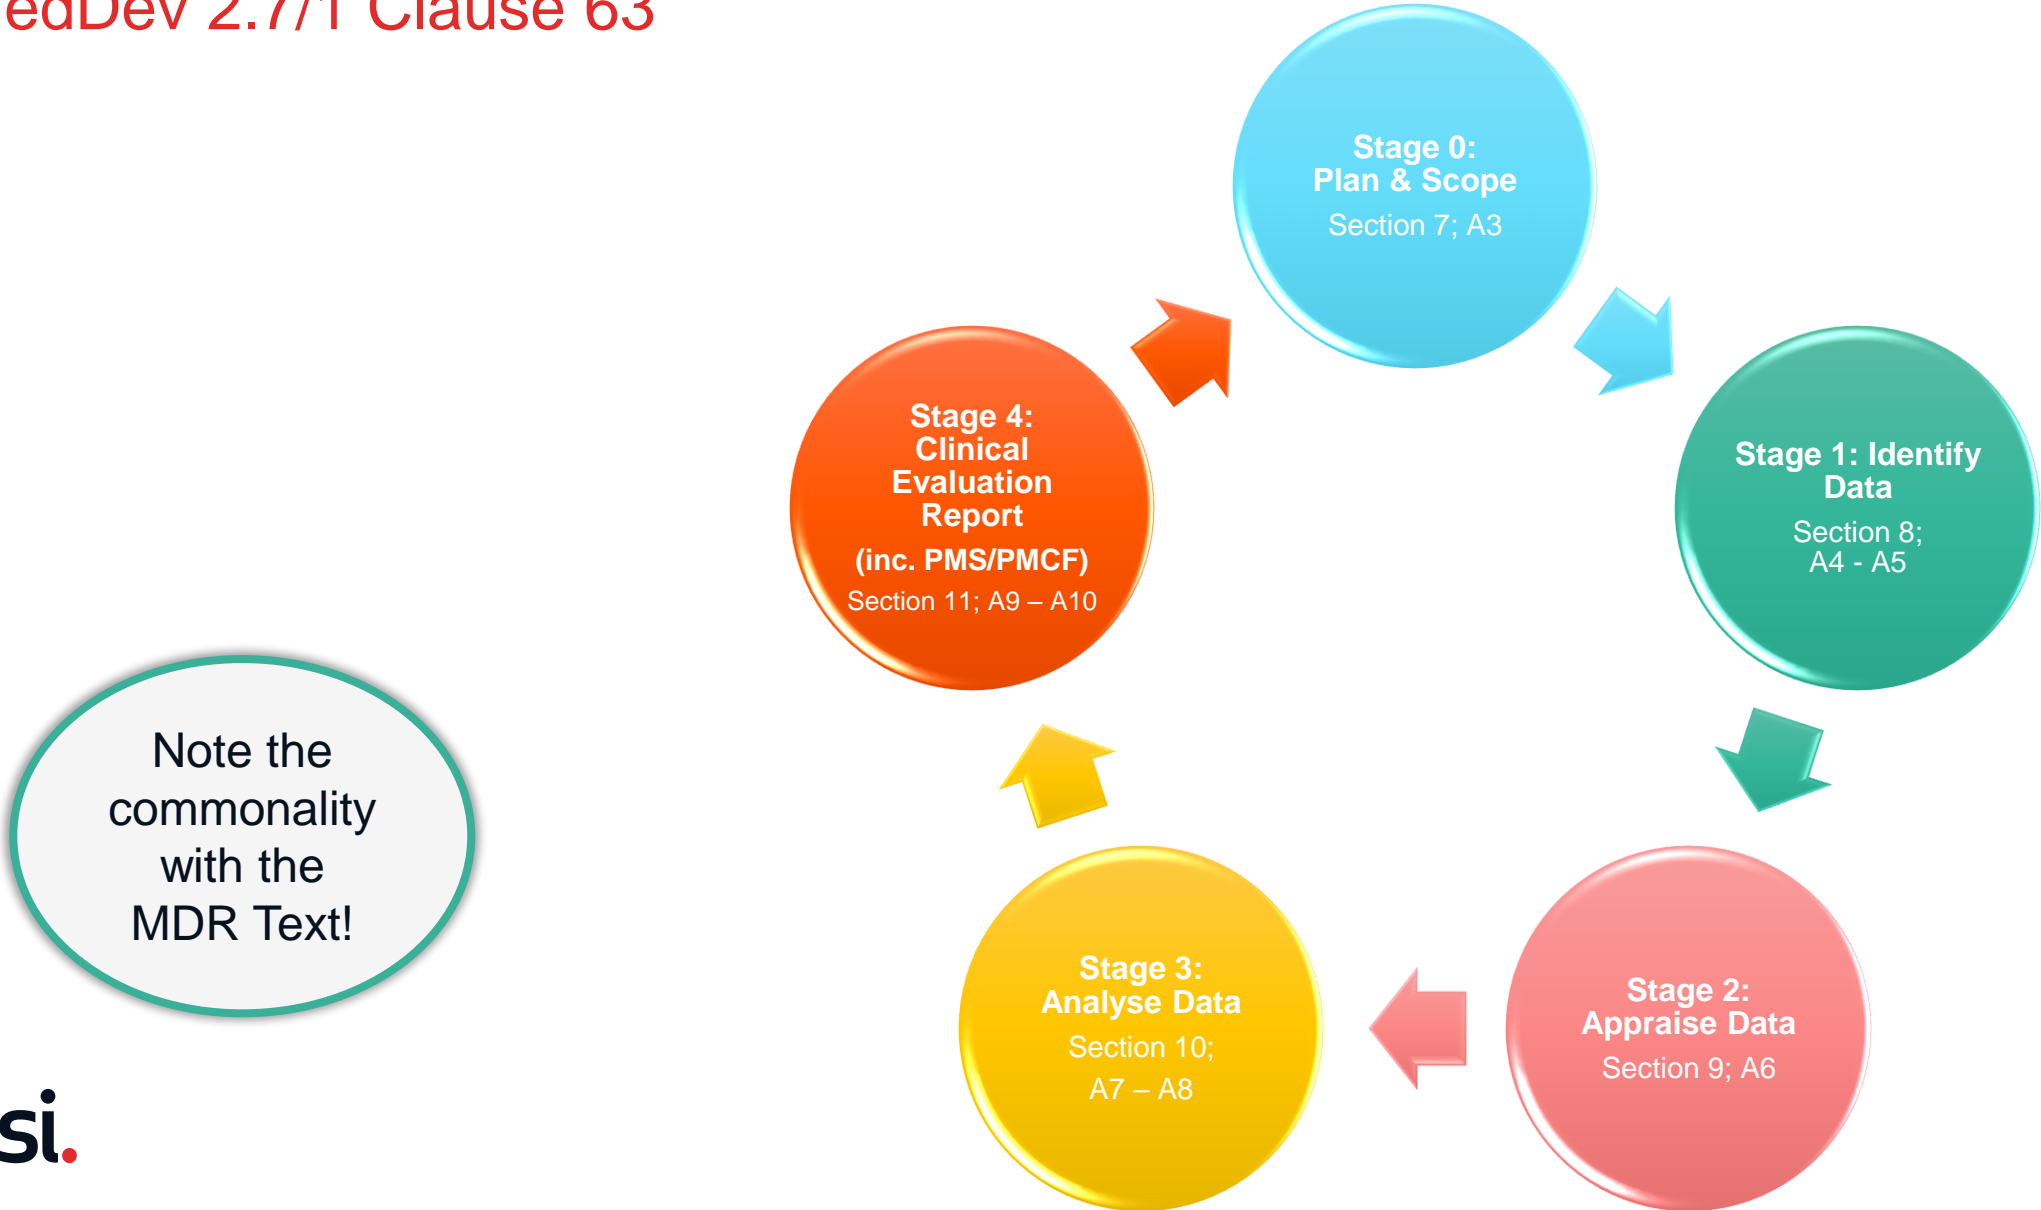 edDev 2.7/1 Clause 63
Stage 0:
Plan & Scope
Section 7; A3
Stage 1: Identify
Data
Section 8;
A4 - A5
Stage 2:
Appraise Data
Section 9; A6
Stage 3:
Analyse Data
Section 10;
A7 – A8
Stage 4:
Clinical
Evaluation
Report
(inc. PMS/PMCF)
Section 11; A9 – A10
Note the
commonality
with the
MDR Text!
si.